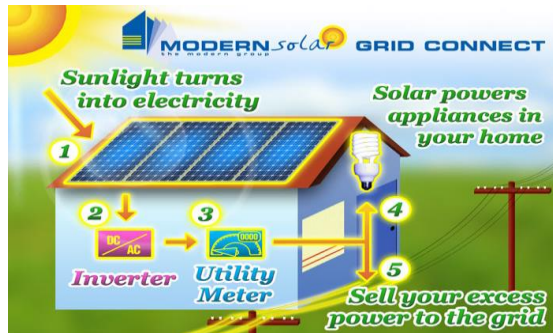 MODERN solar GRID CONNECT
the modern group
Sunlight turns
into electricity
Solar powers
appliances in
your home
1
2
3
4
DC
AC
0000
Inverter
Utility
Meter
5
Sell your excess
power to the grid